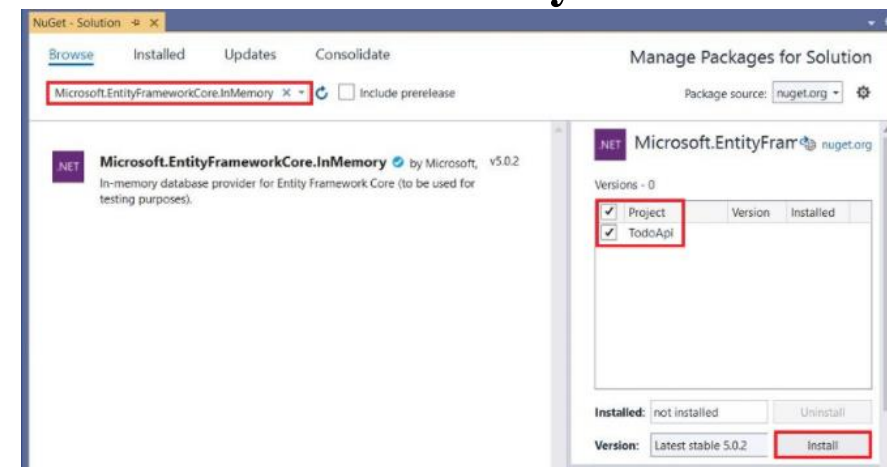 NuGet - Solution
Browse Installed Updates Consolidate
Manage Packages for Solution
Microsoft.EntityFrameworkCore.InMemory
Include prerelease
Package source: nuget.org
.NET
Microsoft.EntityFrameworkCore.InMemory by Microsoft, v5.0.2
In-memory database provider for Entity Framework Core (to be used for
testing purposes).
.NET
Microsoft.EntityFram
nuget.org
Versions - 0
Project Version Installed
TodoApi
Installed: not installed Uninstall
Version: Latest stable 5.0.2 Install